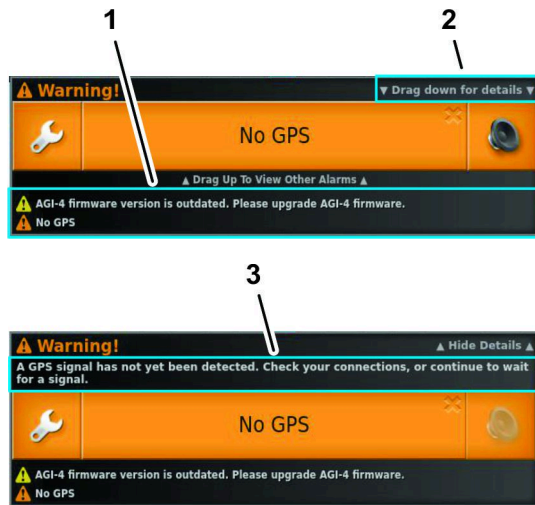 1
2
Warning!
▼ Drag down for details ▼
No GPS
▲ Drag Up To View Other Alarms ▲
AGI-4 firmware version is outdated. Please upgrade AGI-4 firmware.
No GPS
3
Warning!
▲ Hide Details ▲
A GPS signal has not yet been detected. Check your connections, or continue to wait
for a signal.
No GPS
AGI-4 firmware version is outdated. Please upgrade AGI-4 firmware.
No GPS